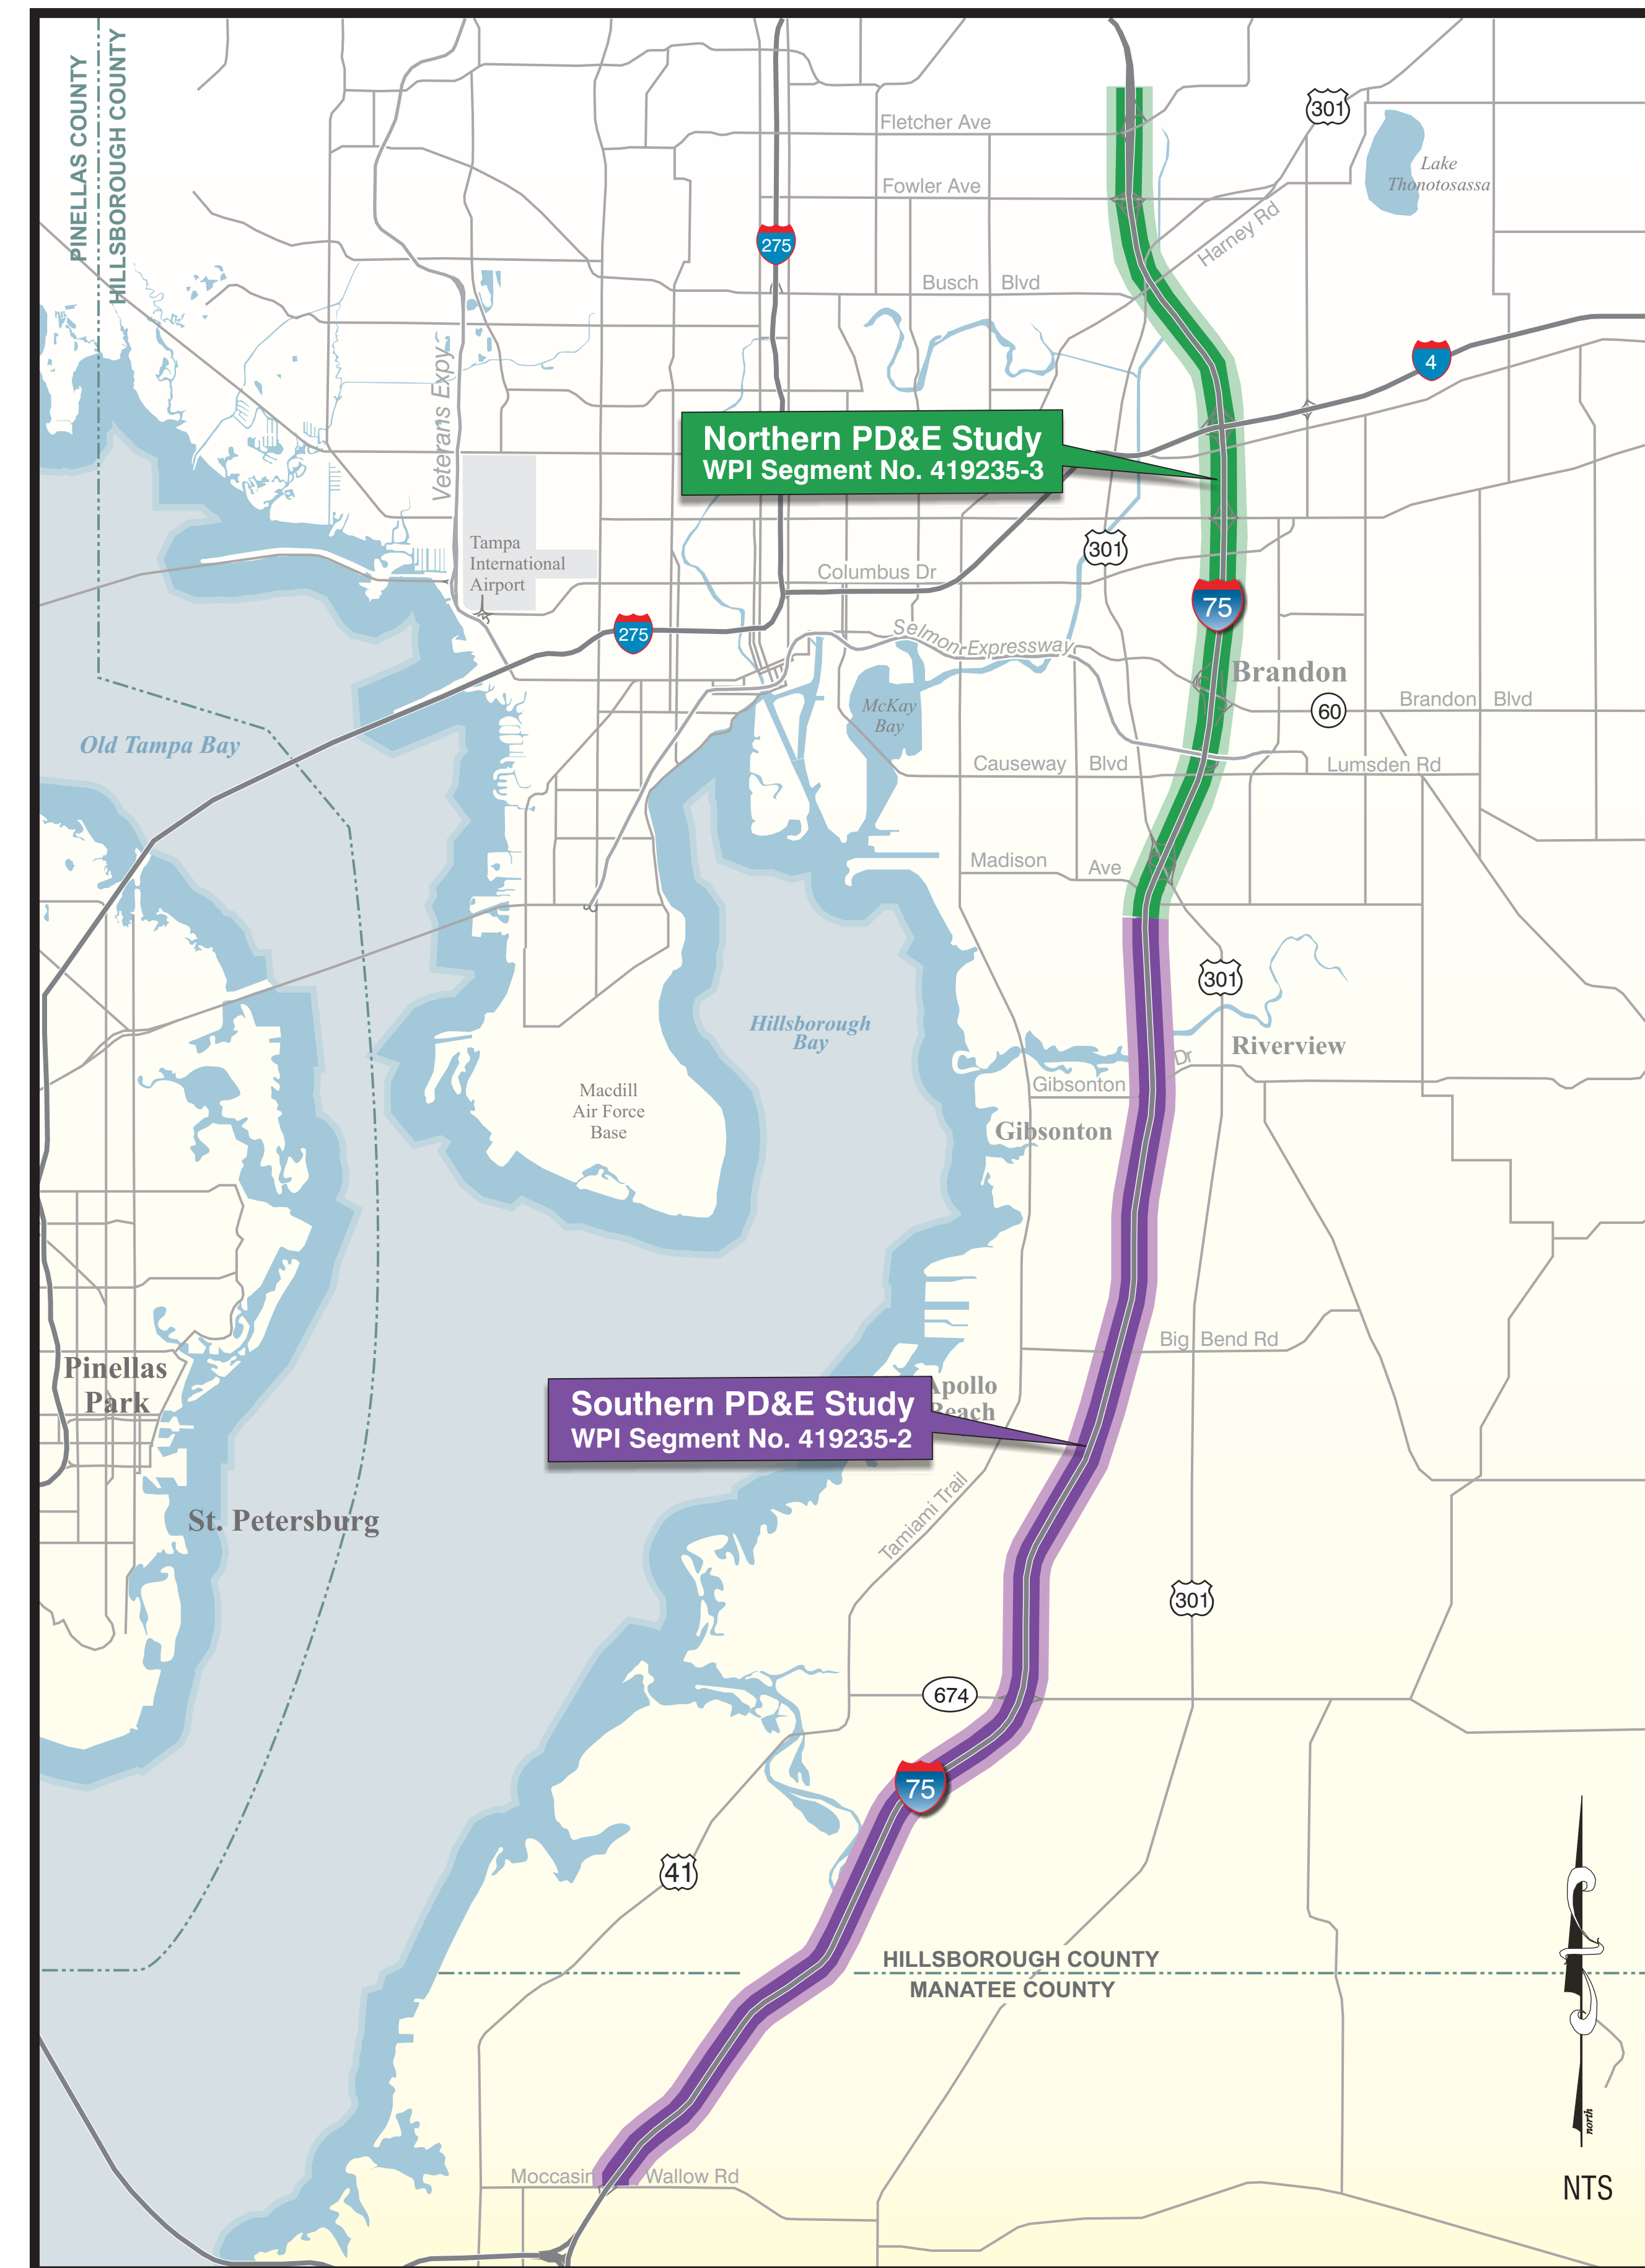 PINELLAS COUNTY
HILLSBOROUGH COUNTY
301
Fletcher Ave
Lake
Thonotosassa
Fowler Ave
Harney Rd
275
Busch Blvd
Veterans Expy
4
Northern PD&E Study
WPI Segment No. 419235-3
Tampa
International
Airport
301
Columbus Dr
75
275
Selmon Expressway
Brandon
McKay
Bay
60
Brandon Blvd
Old Tampa Bay
Causeway Blvd
Lumsden Rd
Madison Ave
301
Hillsborough
Bay
Riverview
Gibsonton Dr
Macdill
Air Force
Base
Gibsonton
Big Bend Rd
Pinellas
Park
Apollo
Beach
Southern PD&E Study
WPI Segment No. 419235-2
Tamiami Trail
St. Petersburg
301
674
75
41
HILLSBOROUGH COUNTY
MANATEE COUNTY
north
Moccasin Wallow Rd
NTS